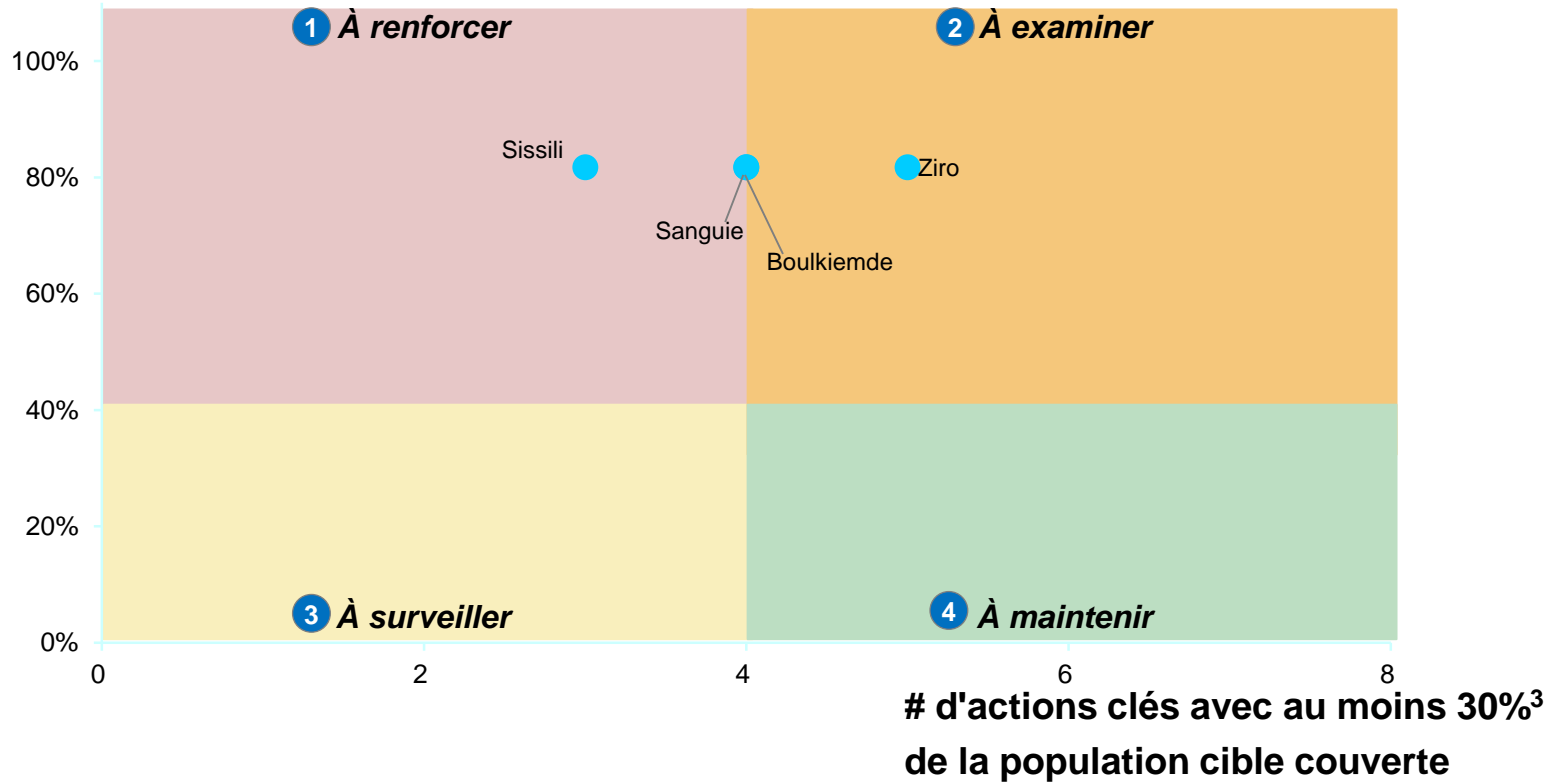 1 À renforcer
2 À examiner
100%
80%
60%
40%
20%
0%
Sissili
Ziro
Sanguie
Boulkiemde
3 À surveiller
4 À maintenir
0 2 4 6 8
# d'actions clés avec au moins 30%³
de la population cible couverte